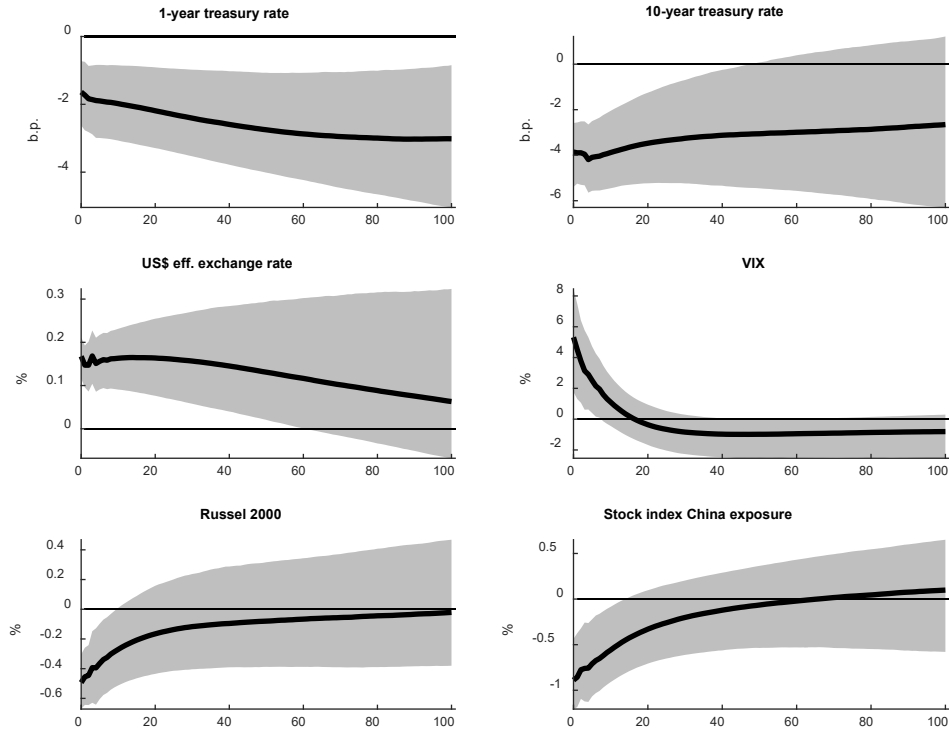 1-year treasury rate
0
-2
-4
b.p.
0 20 40 60 80 100
10-year treasury rate
0
-2
-4
-6
b.p.
0 20 40 60 80 100
US$ eff. exchange rate
0.3
0.2
0.1
0
%
0 20 40 60 80 100
VIX
8
6
4
2
0
-2
%
0 20 40 60 80 100
Russel 2000
0.4
0.2
0
-0.2
-0.4
-0.6
%
0 20 40 60 80 100
Stock index China exposure
0.5
0
-0.5
-1
%
0 20 40 60 80 100